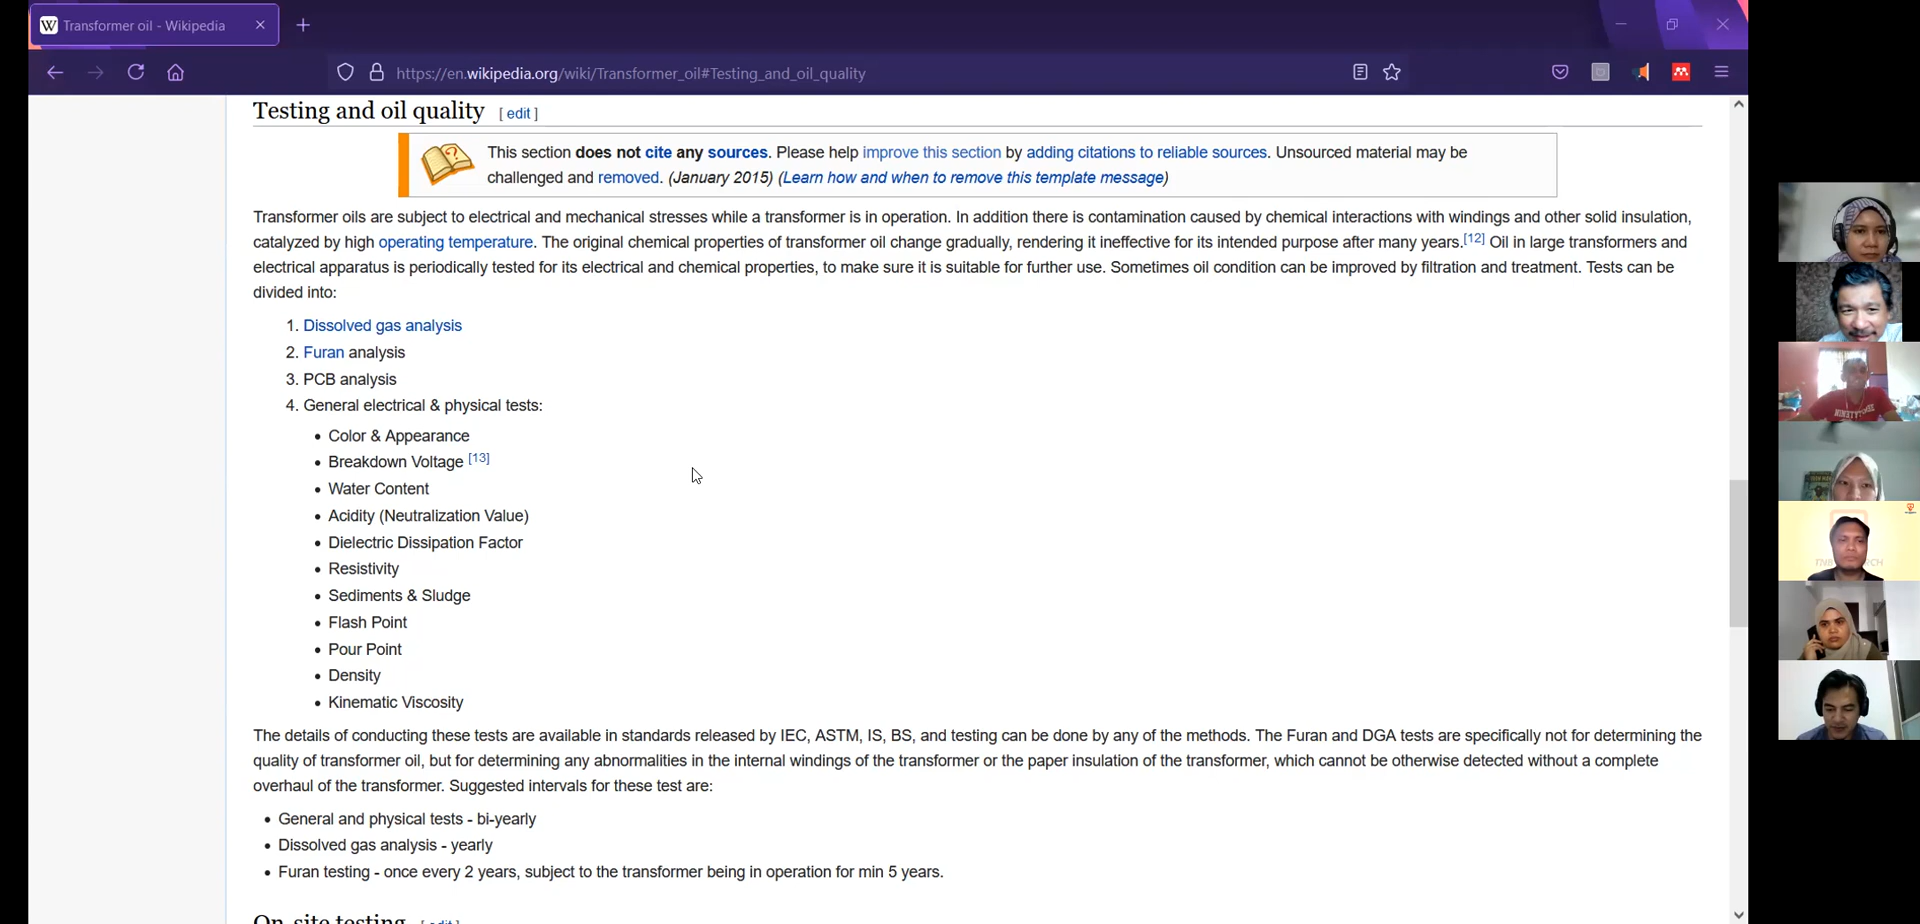 Transformer oil - Wikipedia
https://en.wikipedia.org/wiki/Transformer_oil#Testing_and_oil_quality
Testing and oil quality [ edit ]
This section does not cite any sources. Please help improve this section by adding citations to reliable sources. Unsourced material may be
challenged and removed. (January 2015) (Learn how and when to remove this template message)
Transformer oils are subject to electrical and mechanical stresses while a transformer is in operation. In addition there is contamination caused by chemical interactions with windings and other solid insulation,
catalyzed by high operating temperature. The original chemical properties of transformer oil change gradually, rendering it ineffective for its intended purpose after many years.[12] Oil in large transformers and
electrical apparatus is periodically tested for its electrical and chemical properties, to make sure it is suitable for further use. Sometimes oil condition can be improved by filtration and treatment. Tests can be
divided into:
1. Dissolved gas analysis
2. Furan analysis
3. PCB analysis
4. General electrical & physical tests:
• Color & Appearance
• Breakdown Voltage [13]
• Water Content
• Acidity (Neutralization Value)
• Dielectric Dissipation Factor
• Resistivity
• Sediments & Sludge
• Flash Point
• Pour Point
• Density
• Kinematic Viscosity
The details of conducting these tests are available in standards released by IEC, ASTM, IS, BS, and testing can be done by any of the methods. The Furan and DGA tests are specifically not for determining the
quality of transformer oil, but for determining any abnormalities in the internal windings of the transformer or the paper insulation of the transformer, which cannot be otherwise detected without a complete
overhaul of the transformer. Suggested intervals for these test are:
• General and physical tests - bi-yearly
• Dissolved gas analysis - yearly
• Furan testing - once every 2 years, subject to the transformer being in operation for min 5 years.
On-site testing [ edit ]